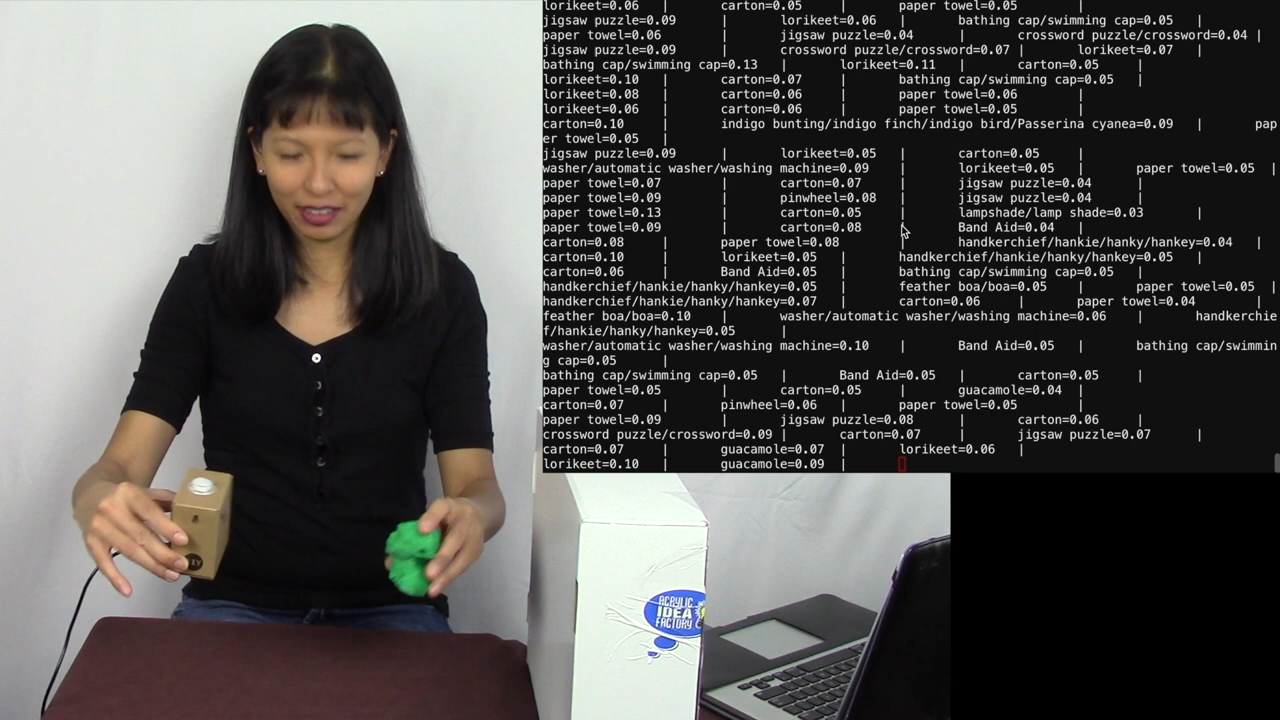 lorikeet=0.06 | carton=0.05 | paper towel=0.05 |
jigsaw puzzle=0.09 | lorikeet=0.06 | bathing cap/swimming cap=0.05 |
paper towel=0.06 | jigsaw puzzle=0.04 | crossword puzzle/crossword=0.04 |
jigsaw puzzle=0.09 | crossword puzzle/crossword=0.07 | lorikeet=0.07 |
bathing cap/swimming cap=0.13 | lorikeet=0.11 | carton=0.05 |
lorikeet=0.10 | carton=0.07 | bathing cap/swimming cap=0.05 |
lorikeet=0.08 | carton=0.06 | paper towel=0.06 |
lorikeet=0.06 | carton=0.06 | paper towel=0.05 |
carton=0.10 | indigo bunting/indigo finch/indigo bird/Passerina cyanea=0.09 | pap
er towel=0.05 |
jigsaw puzzle=0.09 | lorikeet=0.05 | carton=0.05 |
washer/automatic washer/washing machine=0.09 | lorikeet=0.05 | paper towel=0.05 |
paper towel=0.07 | carton=0.07 | jigsaw puzzle=0.04 |
paper towel=0.09 | pinwheel=0.08 | jigsaw puzzle=0.04 |
paper towel=0.13 | carton=0.05 | lampshade/lamp shade=0.03 |
paper towel=0.09 | carton=0.08 | Band Aid=0.04 |
carton=0.08 | paper towel=0.08 | handkerchief/hankie/hanky/hankey=0.04 |
carton=0.10 | lorikeet=0.05 | handkerchief/hankie/hanky/hankey=0.05 |
carton=0.06 | Band Aid=0.05 | bathing cap/swimming cap=0.05 |
handkerchief/hankie/hanky/hankey=0.05 | feather boa/boa=0.05 | paper towel=0.05 |
handkerchief/hankie/hanky/hankey=0.07 | carton=0.06 | paper towel=0.04 |
feather boa/boa=0.10 | washer/automatic washer/washing machine=0.06 | handkerchie
f/hankie/hanky/hankey=0.05 |
washer/automatic washer/washing machine=0.10 | Band Aid=0.05 | bathing cap/swimmin
g cap=0.05 |
bathing cap/swimming cap=0.05 | Band Aid=0.05 | carton=0.05 |
paper towel=0.05 | carton=0.05 | guacamole=0.04 |
carton=0.07 | pinwheel=0.06 | paper towel=0.05 |
paper towel=0.09 | jigsaw puzzle=0.08 | carton=0.06 |
crossword puzzle/crossword=0.09 | carton=0.07 | jigsaw puzzle=0.07 |
carton=0.07 | guacamole=0.07 | lorikeet=0.06 |
lorikeet=0.10 | guacamole=0.09 |
ACRYLIC
IDEA
FACTORY